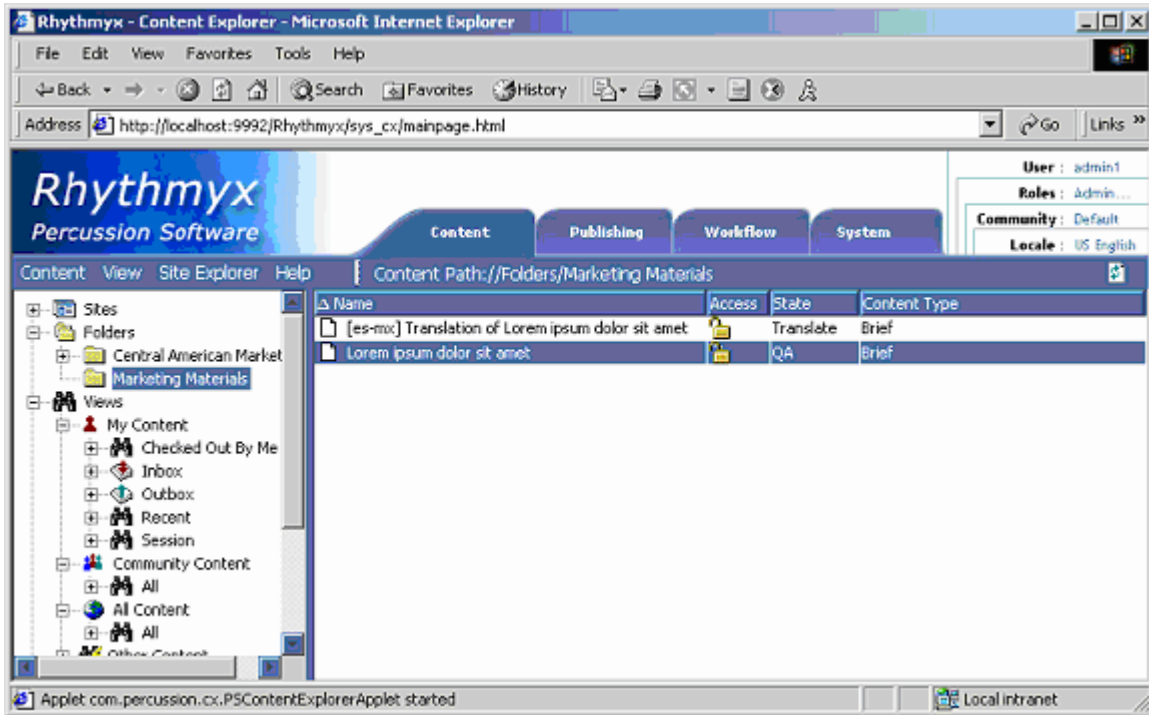 Rhythmyx - Content Explorer - Microsoft Internet Explorer
File Edit View Favorites Tools Help
Back Search Favorites History
Address http://localhost:9992/Rhythmyx/sys_cx/mainpage.html Go Links »
Rhythmyx
Percussion Software
Content Publishing Workflow System
User : admin1
Roles : Admin...
Community : Default
Locale : US English
Content View Site Explorer Help Content Path://Folders/Marketing Materials
Name Access State Content Type
[es-mx] Translation of Lorem ipsum dolor sit amet Translate Brief
Lorem ipsum dolor sit amet QA Brief
Sites
Folders
Central American Market
Marketing Materials
Views
My Content
Checked Out By Me
Inbox
Outbox
Recent
Session
Community Content
All
All Content
All
Other Content
Applet com.percussion.cx.PSContentExplorerApplet started Local intranet